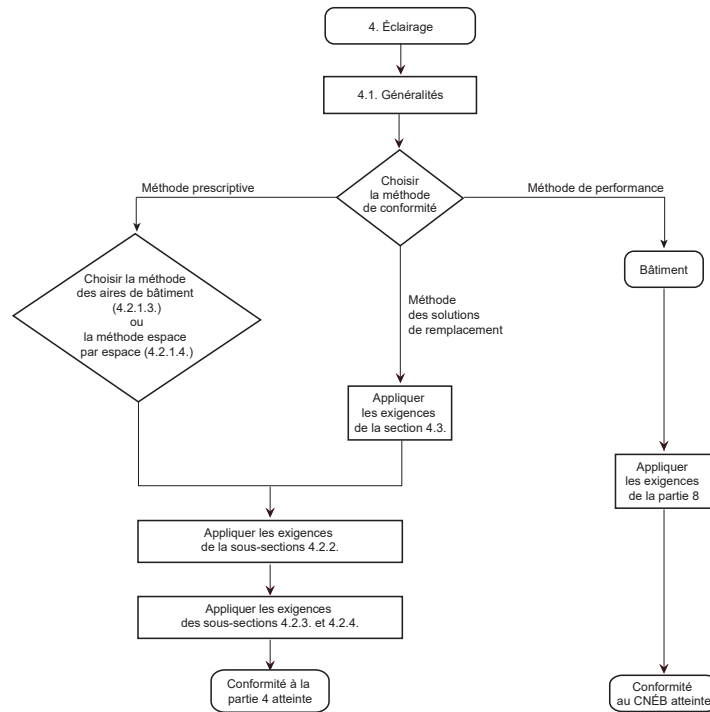 4. Éclairage
4.1. Généralités
Choisir
la méthode
de conformité
Méthode prescriptive
Méthode de performance
Choisir la méthode
des aires de bâtiment
(4.2.1.3.)
ou
la méthode espace
par espace (4.2.1.4.)
Méthode
des solutions
de remplacement
Bâtiment
Appliquer
les exigences
de la section 4.3.
Appliquer
les exigences
de la partie 8
Appliquer les exigences
de la sous-sections 4.2.2.
Appliquer les exigences
des sous-sections 4.2.3. et 4.2.4.
Conformité à la
partie 4 atteinte
Conformité
au CNÉB atteinte